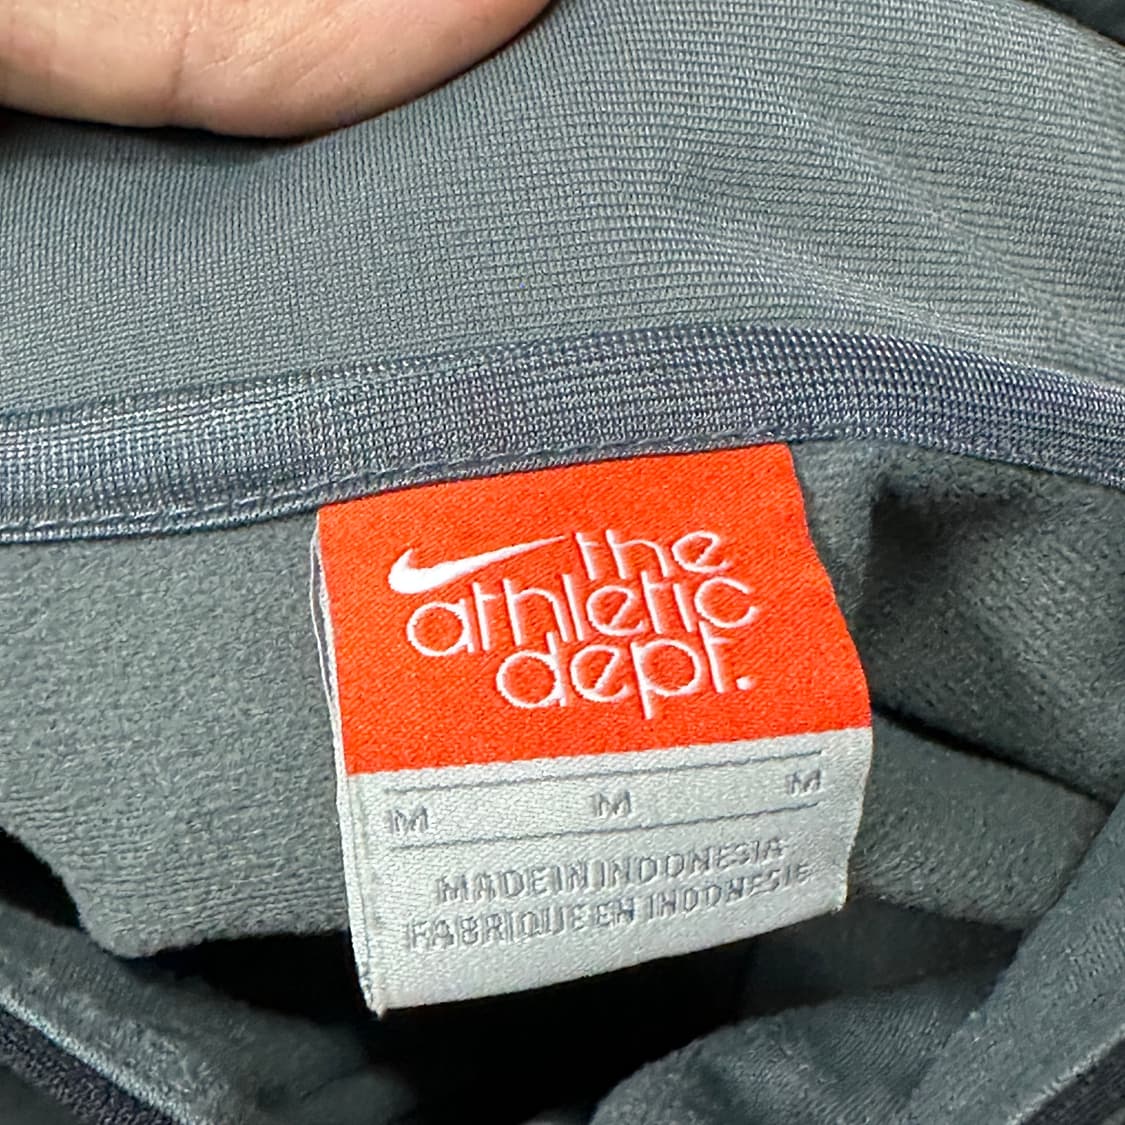 the
athletic
dept.
M M M
MADE IN INDONESIA
FABRIQUE EN INDONESIE